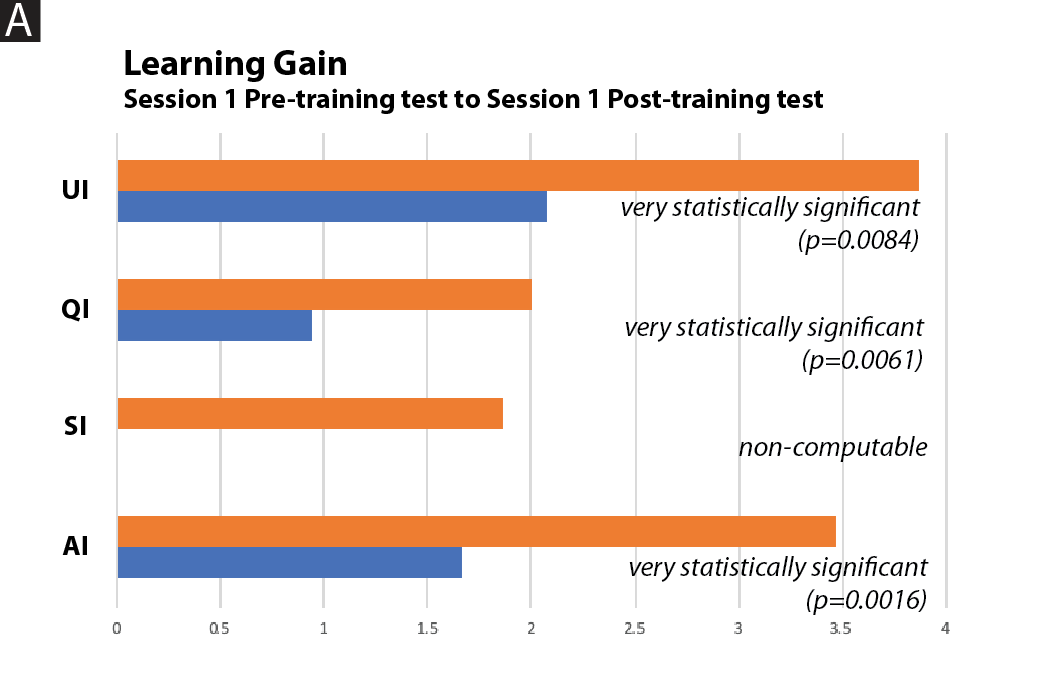 A
Learning Gain
Session 1 Pre-training test to Session 1 Post-training test
UI
very statistically significant
(p=0.0084)
QI
very statistically significant
(p=0.0061)
SI
non-computable
AI
very statistically significant
(p=0.0016)
0 0.5 1 1.5 2 2.5 3 3.5 4